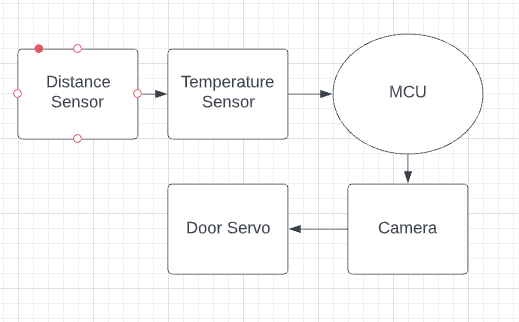 Distance
Sensor
Temperature
Sensor
MCU
Door Servo
Camera